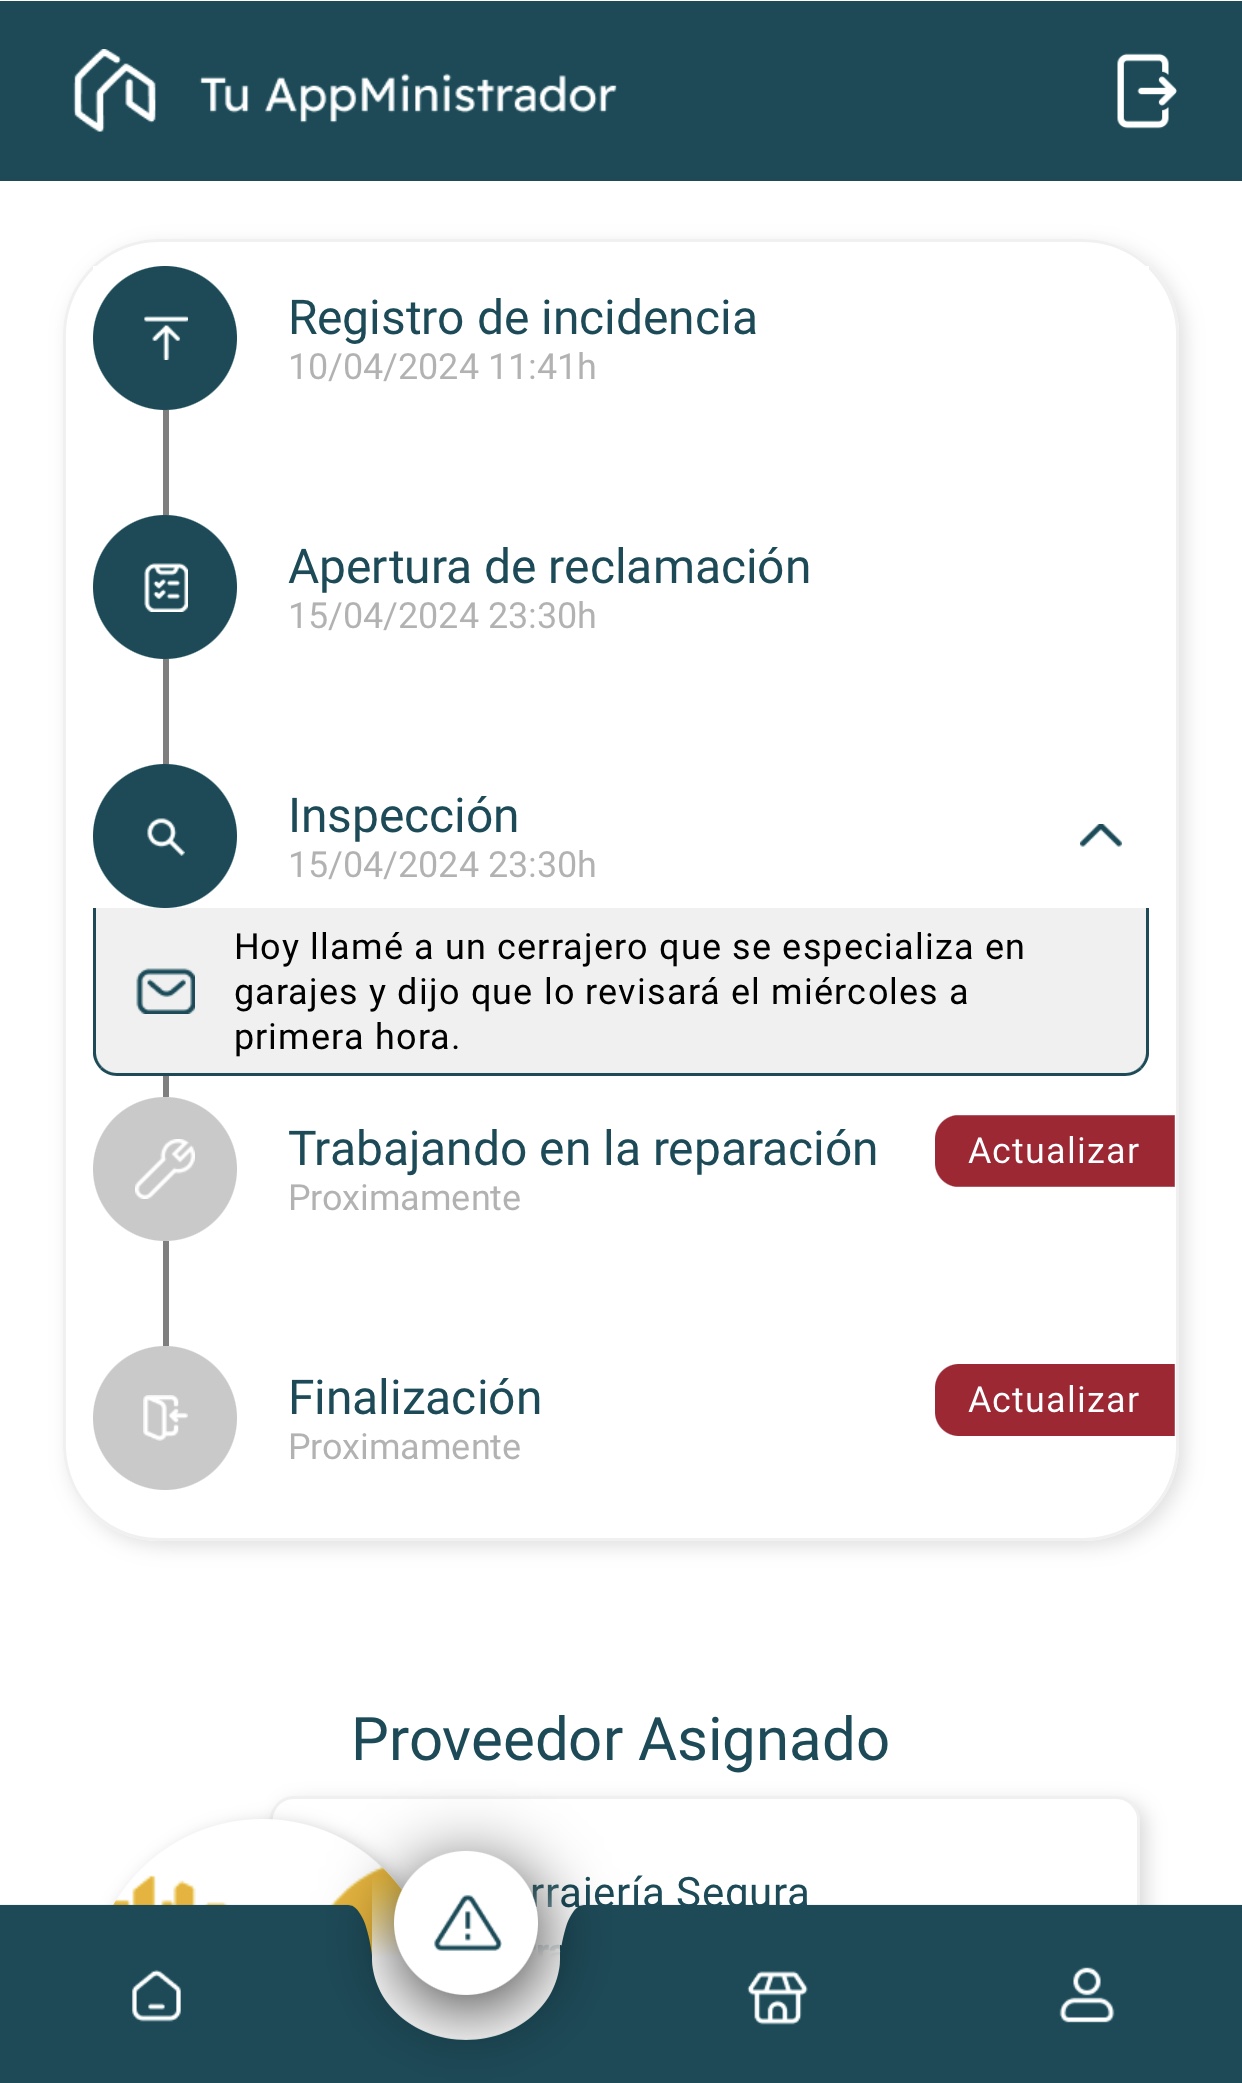 Tu AppMinistrador
Registro de incidencia
10/04/2024 11:41h
Apertura de reclamación
15/04/2024 23:30h
Inspección
15/04/2024 23:30h
Hoy llamé a un cerrajero que se especializa en
garajes y dijo que lo revisará el miércoles a
primera hora.
Trabajando en la reparación
Actualizar
Proximamente
Finalización
Actualizar
Proximamente
Proveedor Asignado
Segura